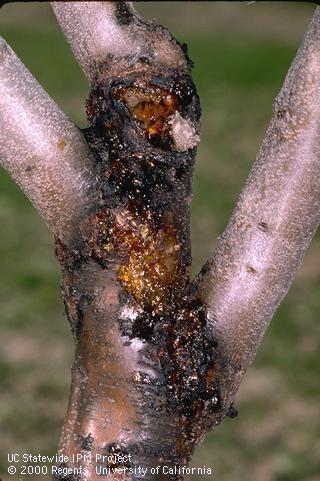 UC Statewide IPM Project
© 2000 Regents, University of California